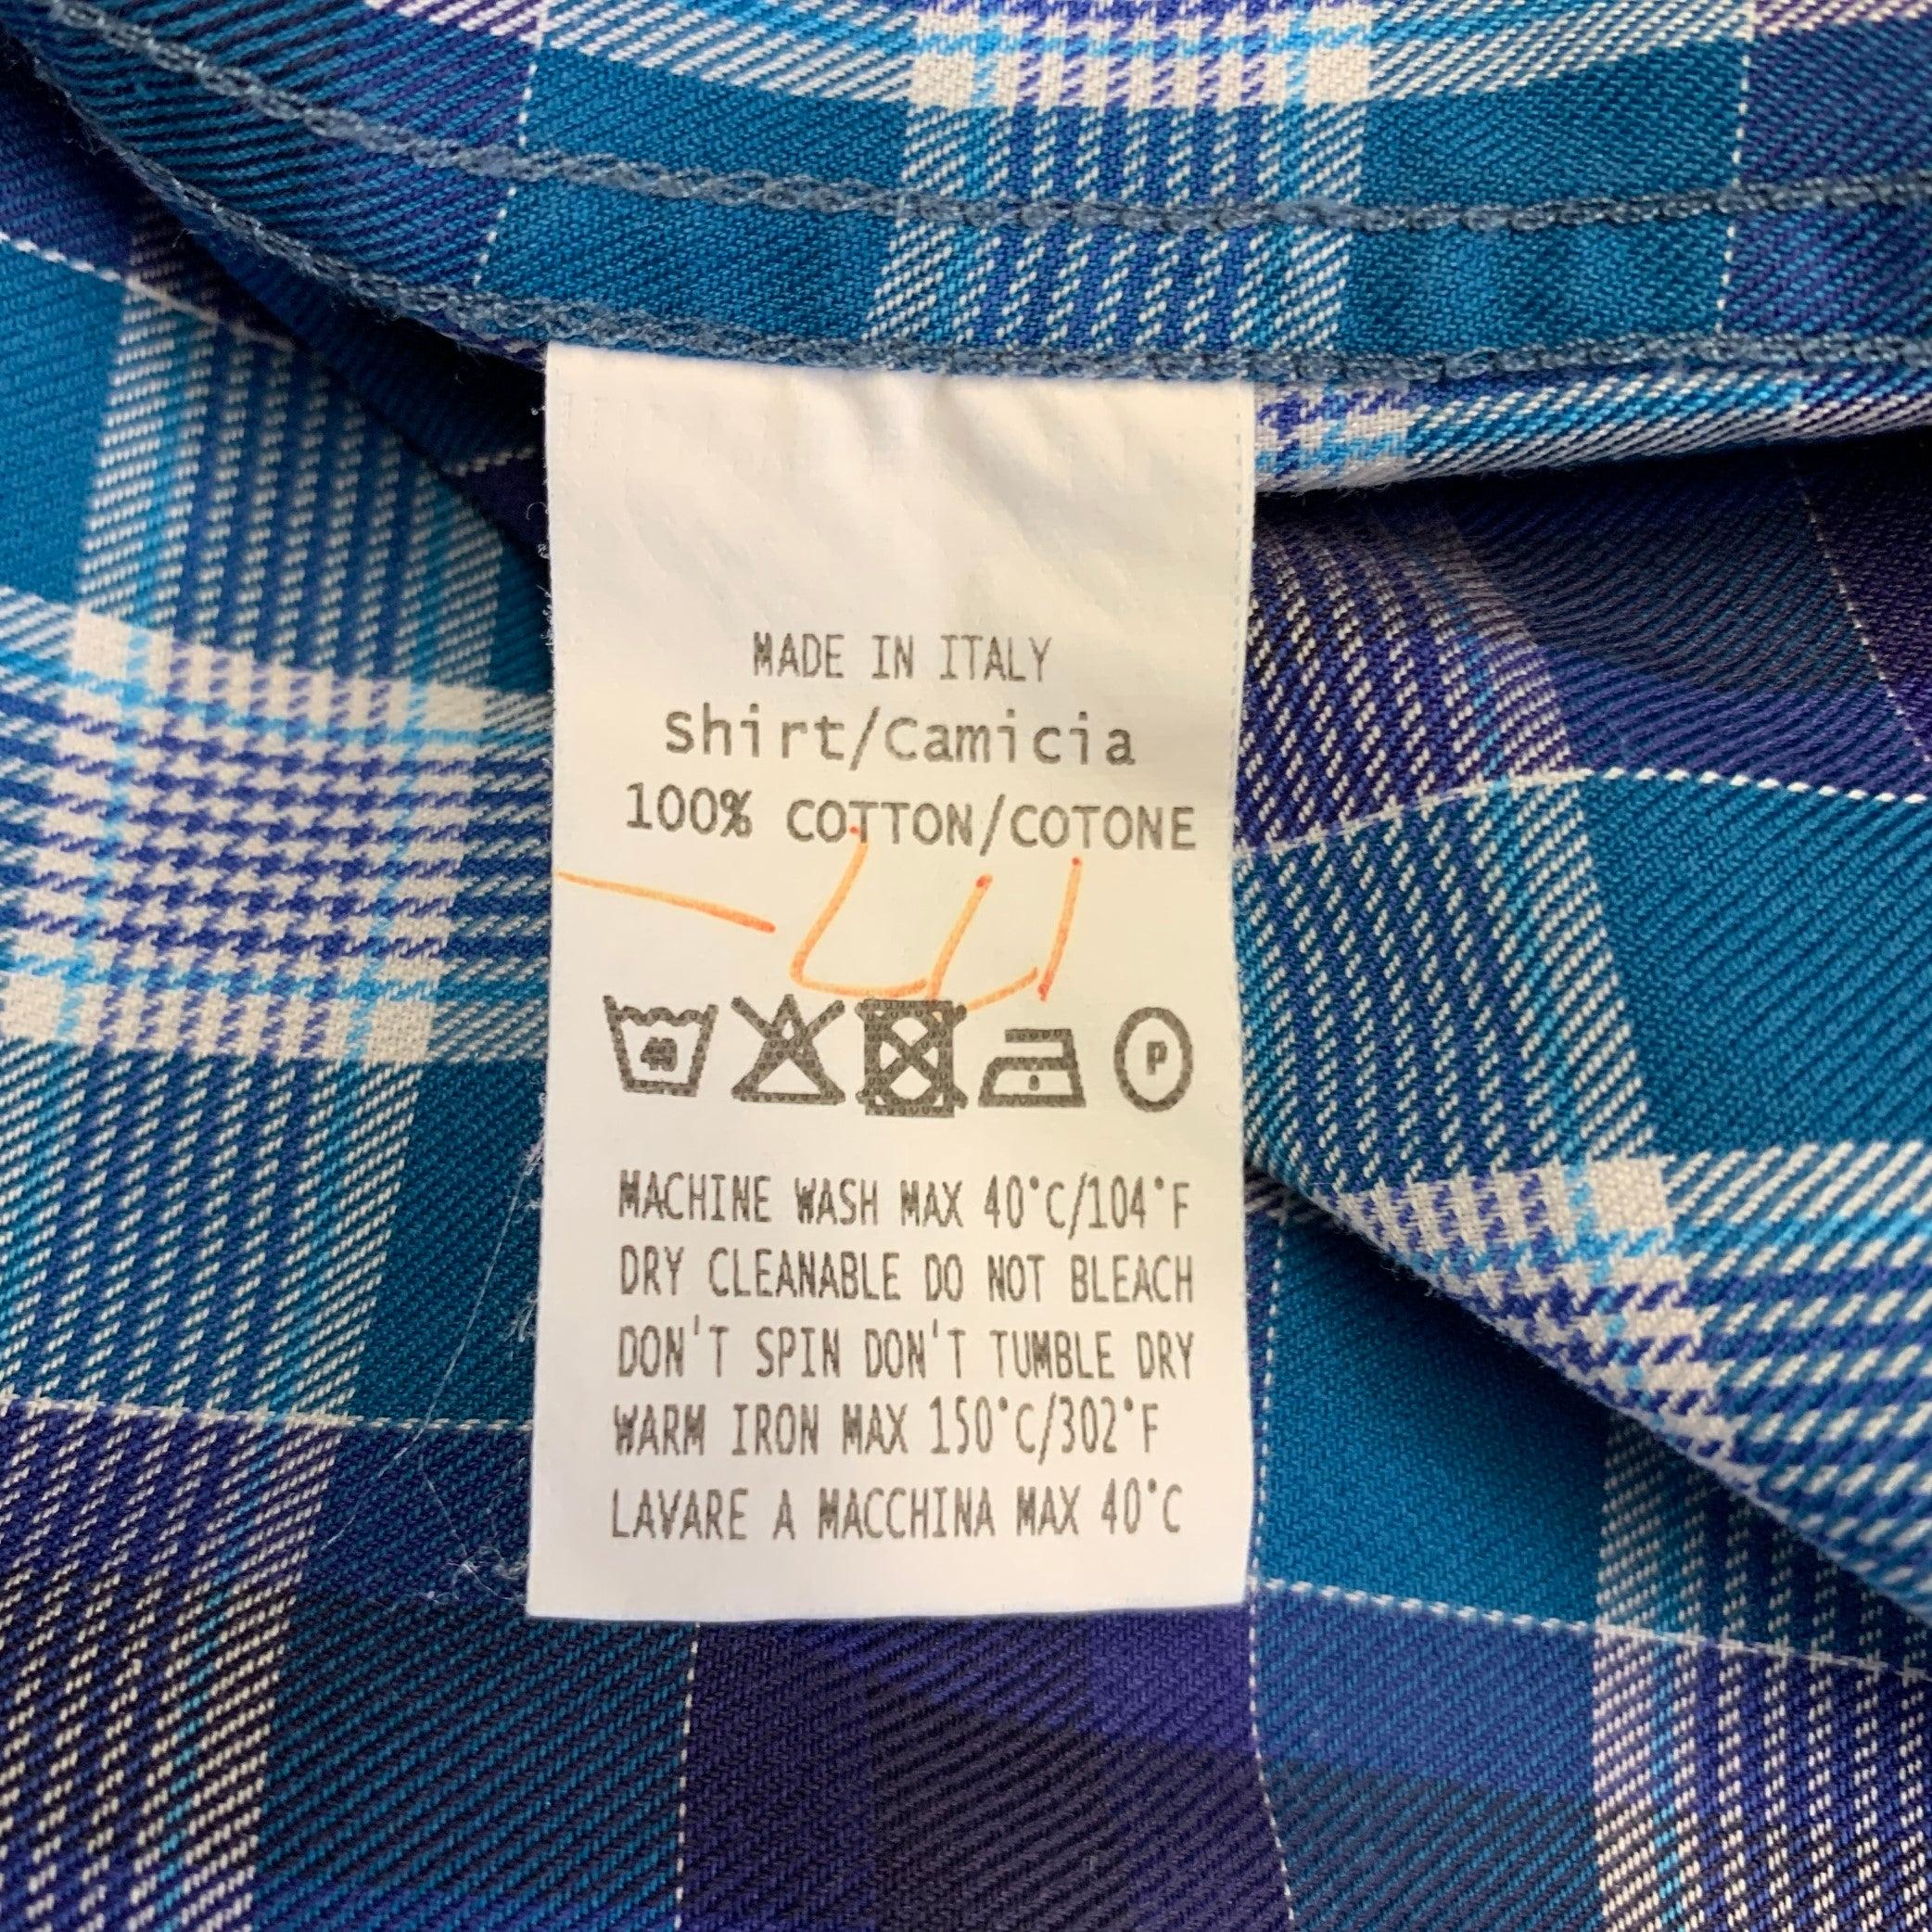 MADE IN ITALY
Shirt/Camicia
100% COTTON/COTONE
40 P
MACHINE WASH MAX 40°C/104°F
DRY CLEANABLE DO NOT BLEACH
DON'T SPIN DON'T TUMBLE DRY
WARM IRON MAX 150°C/302°F
LAVARE A MACCHINA MAX 40°C